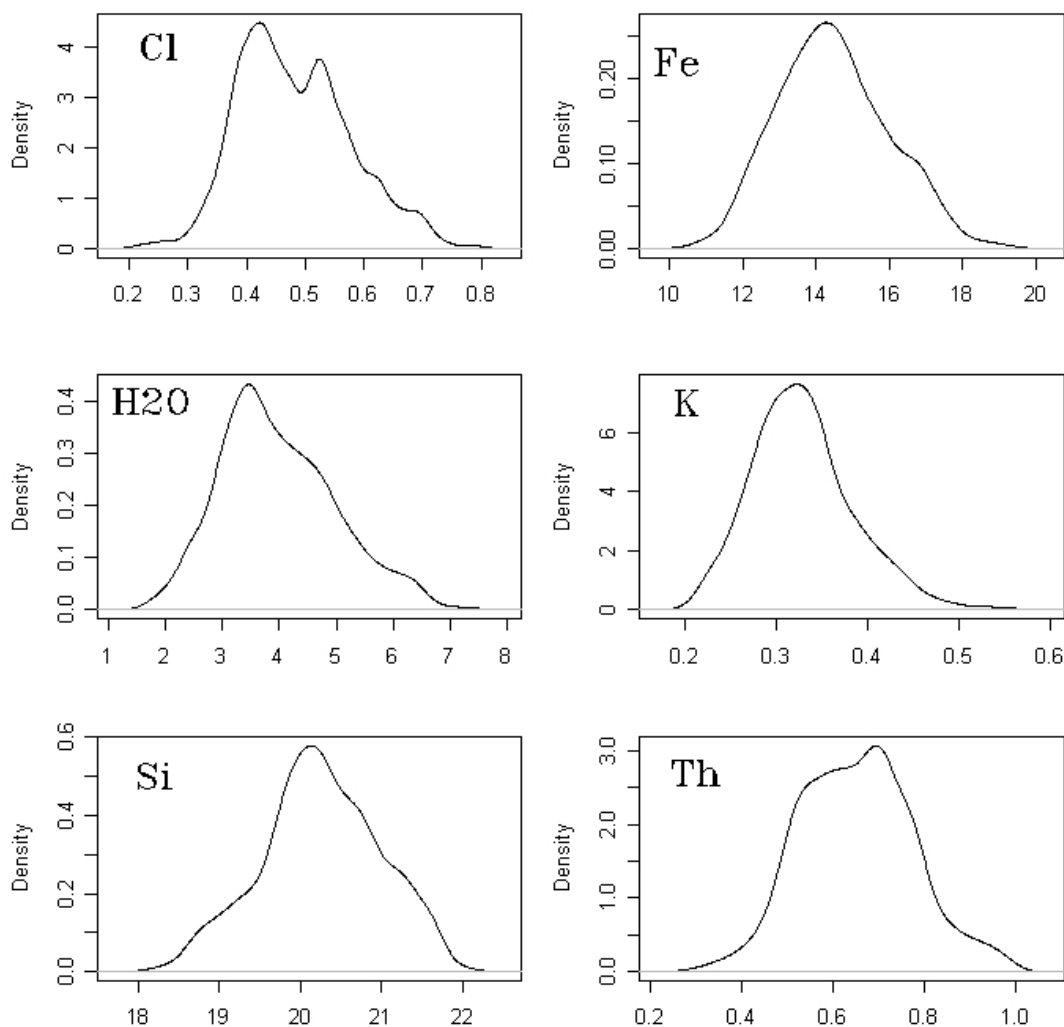 Cl
Density
0 1 2 3 4
0.2 0.3 0.4 0.5 0.6 0.7 0.8
Fe
Density
0.00 0.10 0.20
10 12 14 16 18 20
H2O
Density
0.0 0.1 0.2 0.3 0.4
1 2 3 4 5 6 7 8
K
Density
0 2 4 6
0.2 0.3 0.4 0.5 0.6
Si
Density
0.0 0.2 0.4 0.6
18 19 20 21 22
Th
Density
0.0 1.0 2.0 3.0
0.2 0.4 0.6 0.8 1.0